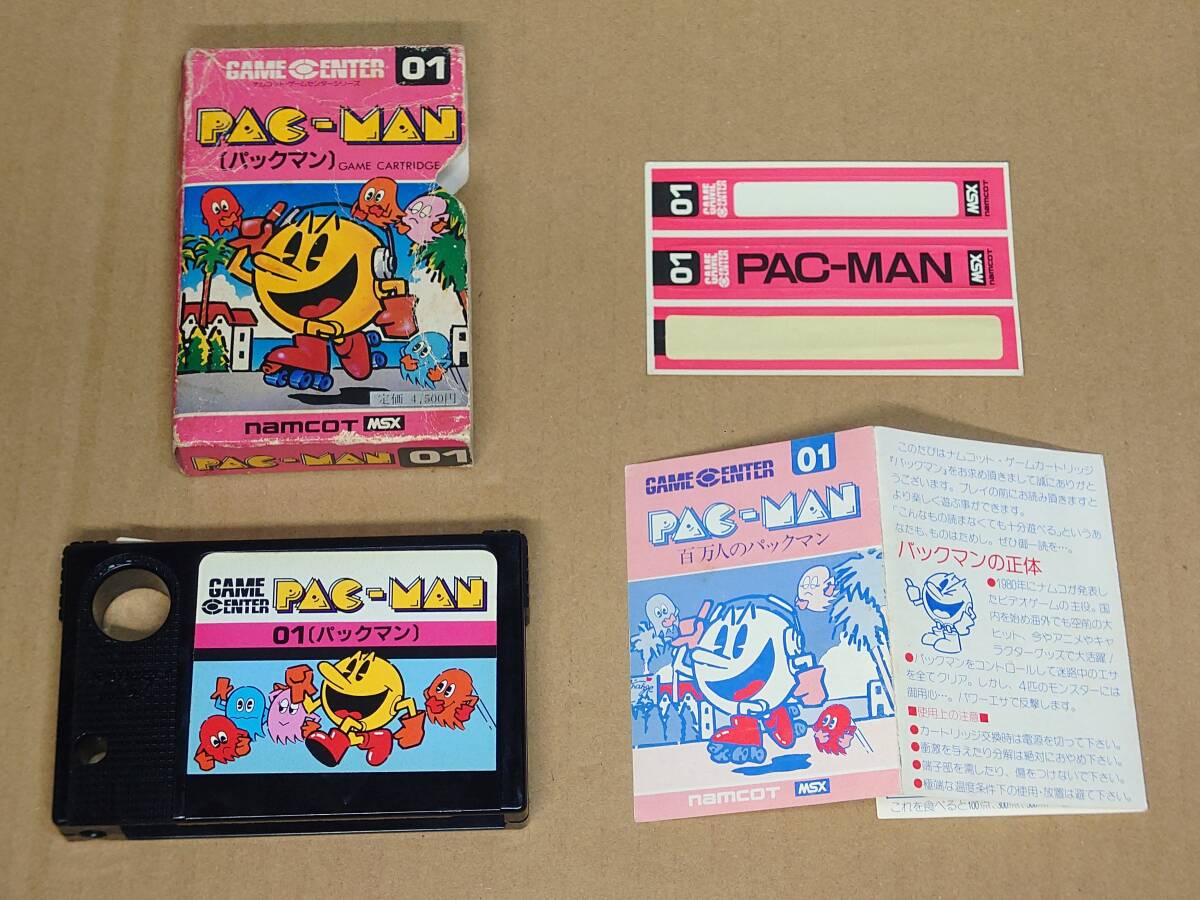 GAME CENTER 01
ナムコット・ゲームセンターシリーズ
PAC-MAN
〔パックマン〕 GAME CARTRIDGE
定価 4,500円
namcot MSX
PAC-MAN 01
01 GAME CENTER MSX namcot
01 GAME CENTER PAC-MAN MSX namcot
GAME CENTER PAC-MAN
01〔パックマン〕
GAME CENTER 01
PAC-MAN
百万人のパックマン
namcot MSX
このたびはナムコット・ゲームカートリッジ
『パックマン』をお求め頂きまして誠にありがと
うございます。プレイの前にお読み頂きますと
より楽しく遊ぶ事ができます。
「こんなもの読まなくても十分遊べる。」というあ
なたも、ものはためし。ぜひ御一読を…。
パックマンの正体
●1980年にナムコが発表し
たビデオゲームの主役。国
内を始め海外でも空前の大
ヒット、今やアニメやキャ
ラクターグッズで大活躍！
●パックマンをコントロールして迷路中のエサ
を全てクリア。しかし、4匹のモンスターには
御用心…。パワーエサで反撃します。
■使用上の注意■
●カートリッジ交換時は電源を切って下さい。
●衝激を与えたり分解は絶対におやめ下さい。
●端子部を濡したり、傷をつけないで下さい。
●極端な温度条件下の使用・放置は避て下さい。
これを食べると100点、